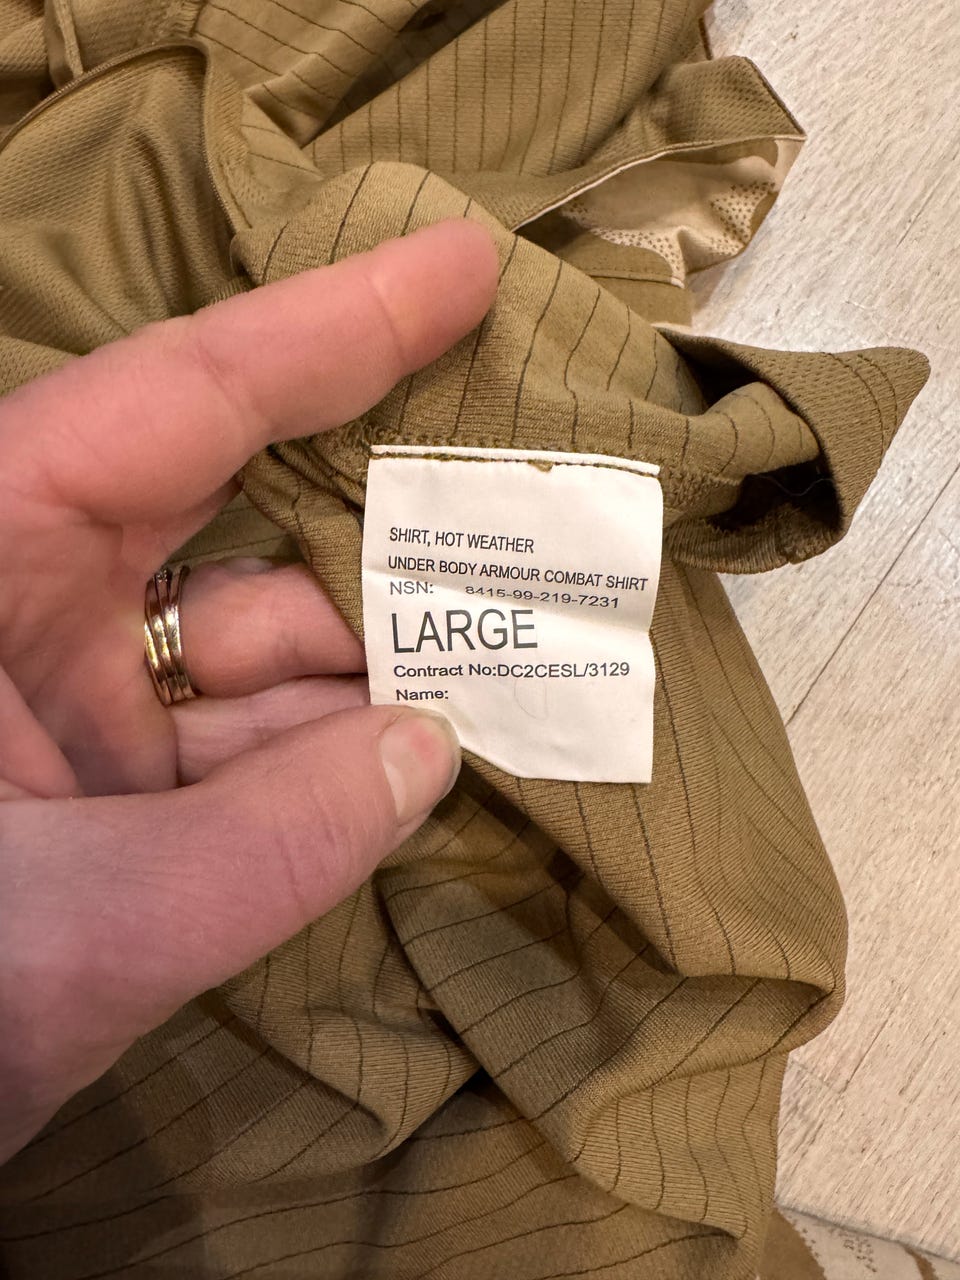 SHIRT, HOT WEATHER
UNDER BODY ARMOUR COMBAT SHIRT
NSN: 8415-99-219-7231
LARGE
Contract No:DC2CESL/3129
Name: